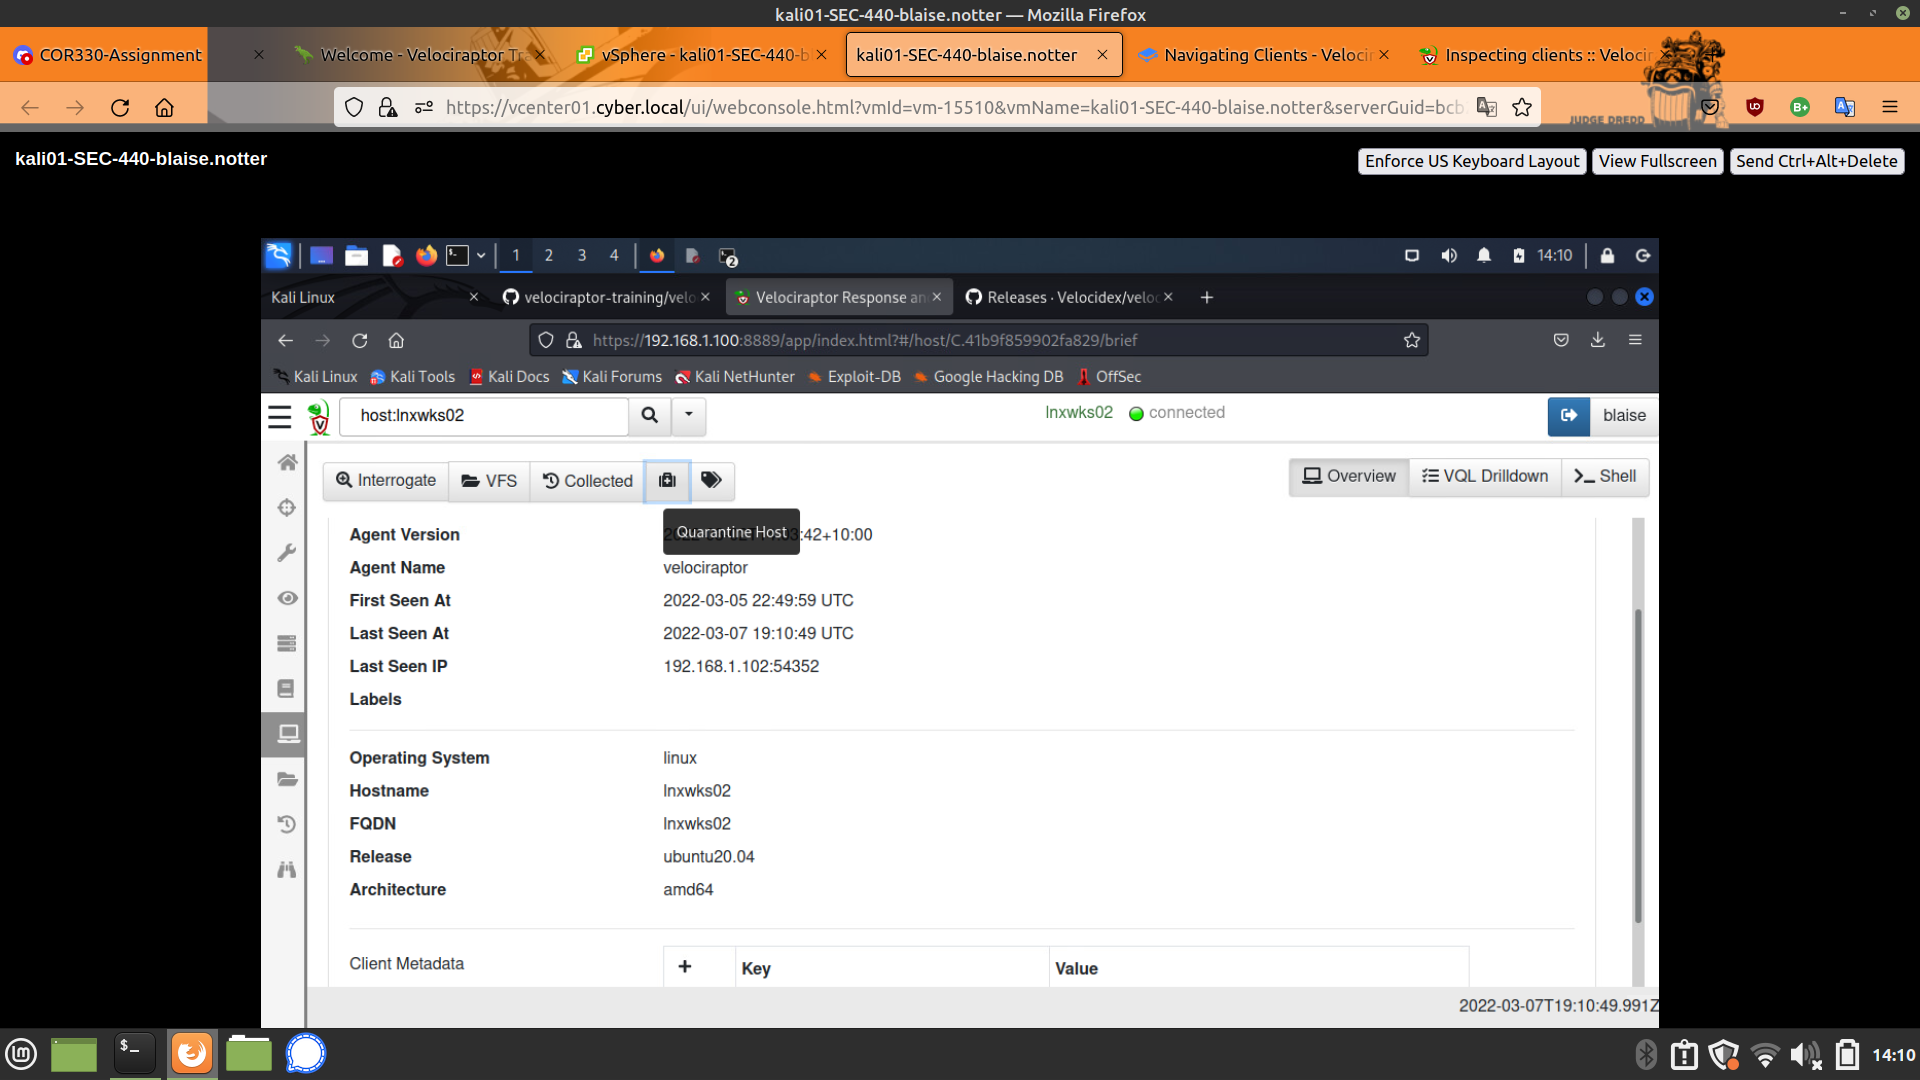 kali01-SEC-440-blaise.notter — Mozilla Firefox
COR330-Assignment
Welcome - Velociraptor Tr
vSphere - kali01-SEC-440-b
kali01-SEC-440-blaise.notter
Navigating Clients - Veloci
Inspecting clients :: Veloci
https://vcenter01.cyber.local/ui/webconsole.html?vmId=vm-15510&vmName=kali01-SEC-440-blaise.notter&serverGuid=bcb
JUDGE DREDD
kali01-SEC-440-blaise.notter
Enforce US Keyboard Layout
View Fullscreen
Send Ctrl+Alt+Delete
1 2 3 4
2
14:10
Kali Linux
velociraptor-training/velo
Velociraptor Response an
Releases · Velocidex/veloc
https://192.168.1.100:8889/app/index.html?#/host/C.41b9f859902fa829/brief
Kali Linux
Kali Tools
Kali Docs
Kali Forums
Kali NetHunter
Exploit-DB
Google Hacking DB
OffSec
host:lnxwks02
lnxwks02 connected
blaise
Interrogate
VFS
Collected
Overview
VQL Drilldown
Shell
Quarantine Host
Agent Version :42+10:00
Agent Name velociraptor
First Seen At 2022-03-05 22:49:59 UTC
Last Seen At 2022-03-07 19:10:49 UTC
Last Seen IP 192.168.1.102:54352
Labels
Operating System linux
Hostname lnxwks02
FQDN lnxwks02
Release ubuntu20.04
Architecture amd64
Client Metadata + Key Value
2022-03-07T19:10:49.991Z
14:10